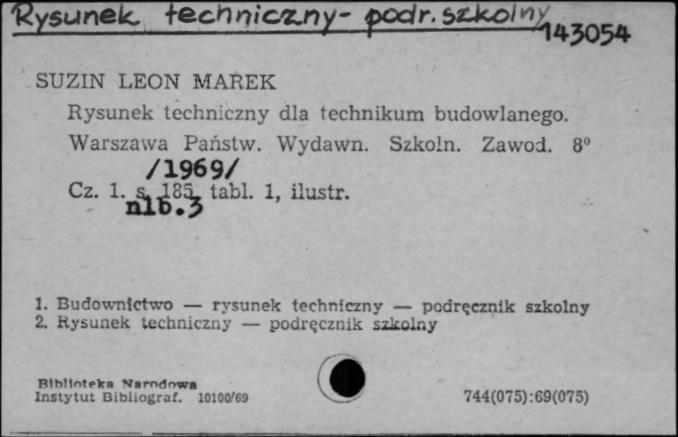 Rysunek techniczny- podr. szkolny
143054
SUZIN LEON MAREK
Rysunek techniczny dla technikum budowlanego.
Warszawa Państw. Wydawn. Szkoln. Zawod. 8⁰
/1969/
Cz. 1. s. 185, tabl. 1, ilustr.
nlb.3
1. Budownictwo — rysunek techniczny — podręcznik szkolny
2. Rysunek techniczny — podręcznik szkolny
Biblioteka Narodowa
Instytut Bibliograf. 10100/69
744(075):69(075)